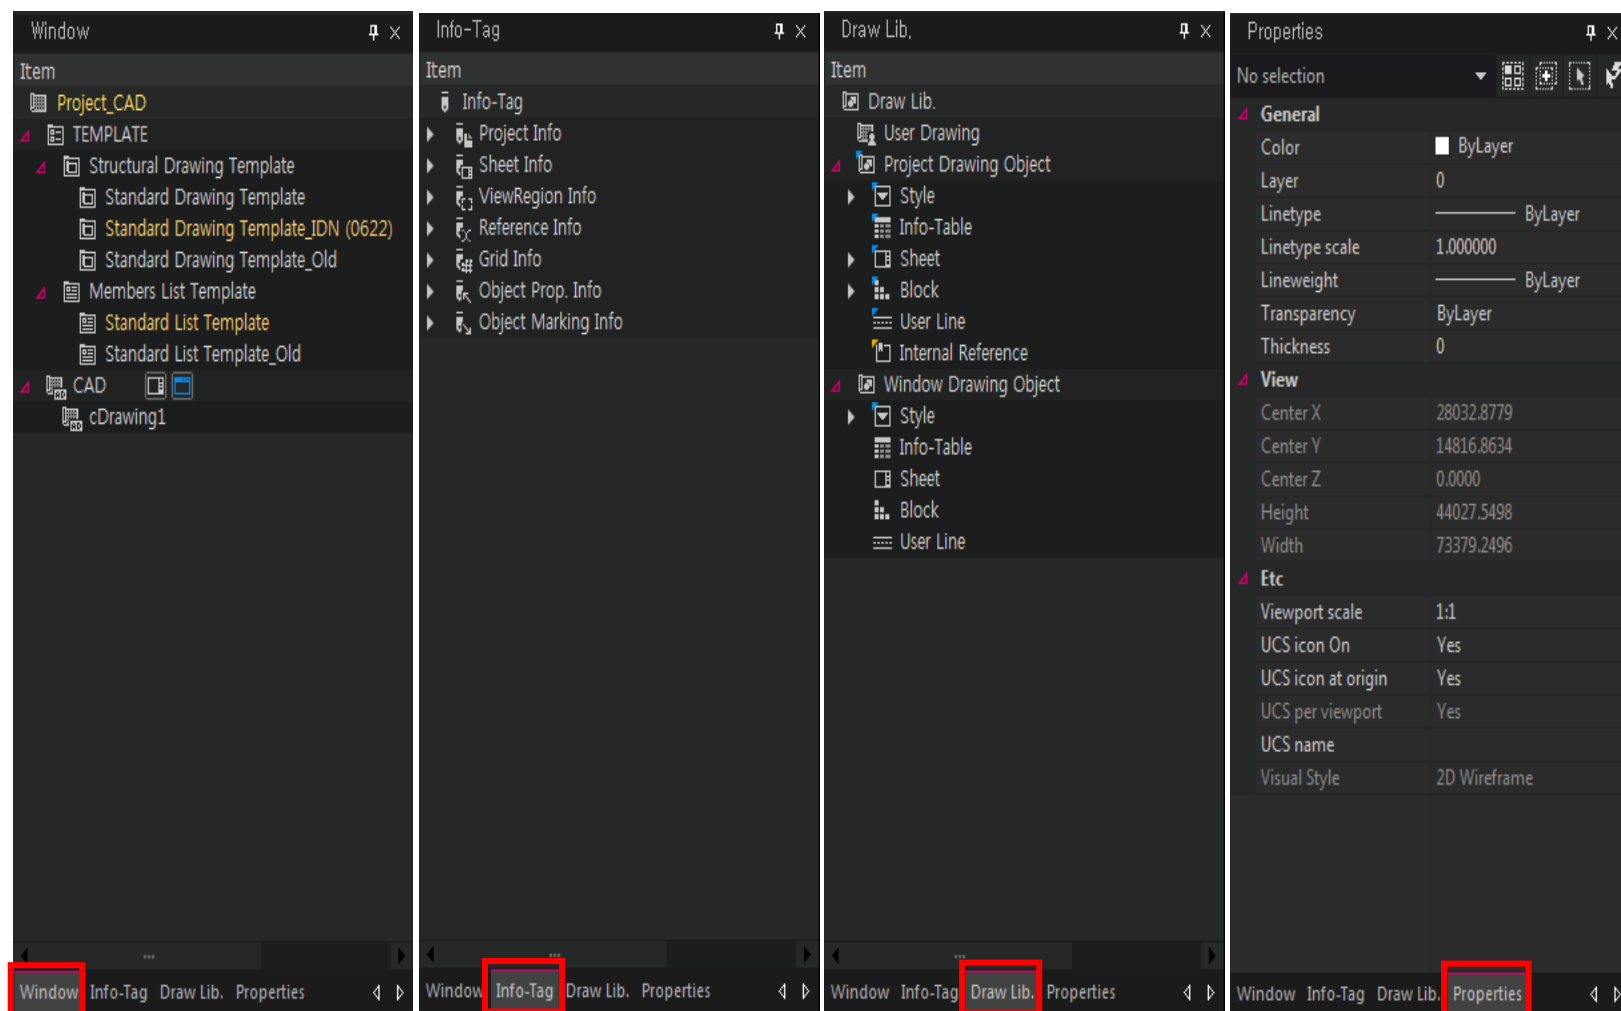 Window
Item
Project_CAD
TEMPLATE
Structural Drawing Template
Standard Drawing Template
Standard Drawing Template_IDN (0622)
Standard Drawing Template_Old
Members List Template
Standard List Template
Standard List Template_Old
CAD
cDrawing1
Window Info-Tag Draw Lib. Properties
Info-Tag
Item
Info-Tag
Project Info
Sheet Info
ViewRegion Info
Reference Info
Grid Info
Object Prop. Info
Object Marking Info
Window Info-Tag Draw Lib. Properties
Draw Lib,
Item
Draw Lib.
User Drawing
Project Drawing Object
Style
Info-Table
Sheet
Block
User Line
Internal Reference
Window Drawing Object
Style
Info-Table
Sheet
Block
User Line
Window Info-Tag Draw Lib. Properties
Properties
No selection
General
Color ByLayer
Layer 0
Linetype ByLayer
Linetype scale 1.000000
Lineweight ByLayer
Transparency ByLayer
Thickness 0
View
Center X 28032.8779
Center Y 14816.8634
Center Z 0.0000
Height 44027.5498
Width 73379.2496
Etc
Viewport scale 1:1
UCS icon On Yes
UCS icon at origin Yes
UCS per viewport Yes
UCS name
Visual Style 2D Wireframe
Window Info-Tag Draw Lib. Properties